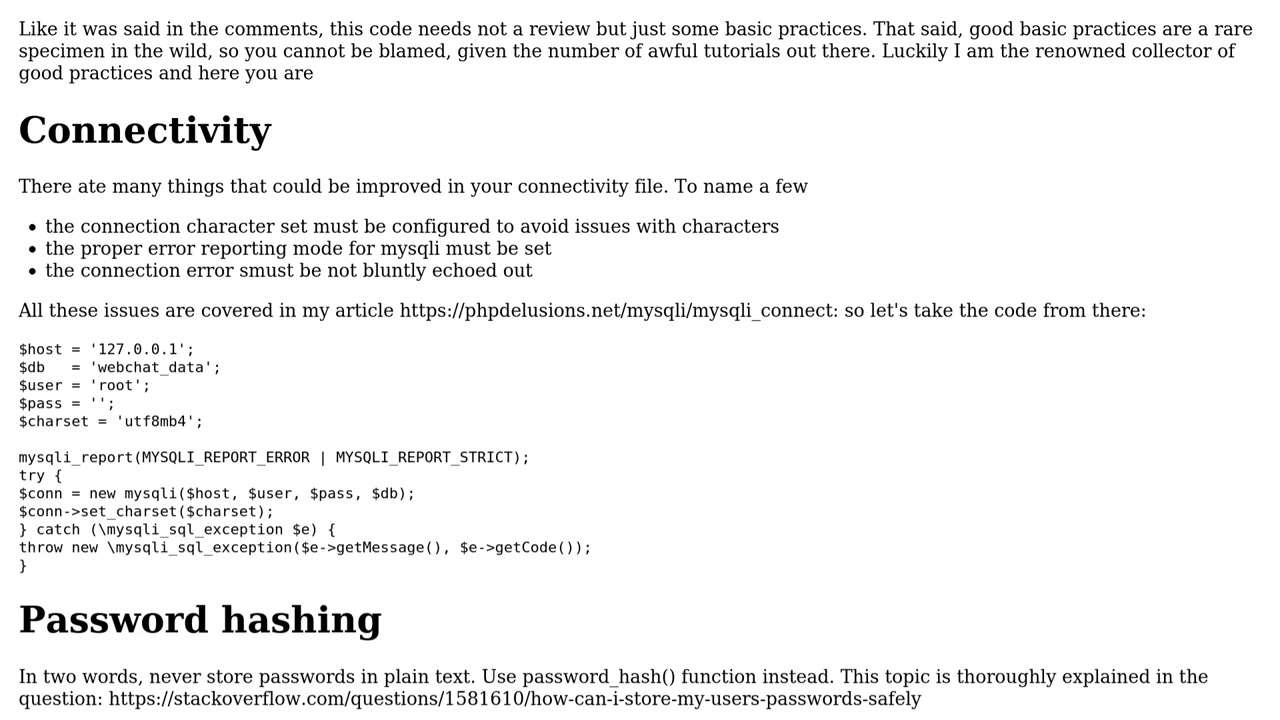 Like it was said in the comments, this code needs not a review but just some basic practices. That said, good basic practices are a rare
specimen in the wild, so you cannot be blamed, given the number of awful tutorials out there. Luckily I am the renowned collector of
good practices and here you are
Connectivity
There ate many things that could be improved in your connectivity file. To name a few
• the connection character set must be configured to avoid issues with characters
• the proper error reporting mode for mysqli must be set
• the connection error smust be not bluntly echoed out
All these issues are covered in my article https://phpdelusions.net/mysqli/mysqli_connect: so let's take the code from there:
$host = '127.0.0.1';
$db   = 'webchat_data';
$user = 'root';
$pass = '';
$charset = 'utf8mb4';
mysqli_report(MYSQLI_REPORT_ERROR | MYSQLI_REPORT_STRICT);
try {
$conn = new mysqli($host, $user, $pass, $db);
$conn->set_charset($charset);
} catch (\mysqli_sql_exception $e) {
throw new \mysqli_sql_exception($e->getMessage(), $e->getCode());
}
Password hashing
In two words, never store passwords in plain text. Use password_hash() function instead. This topic is thoroughly explained in the
question: https://stackoverflow.com/questions/1581610/how-can-i-store-my-users-passwords-safely